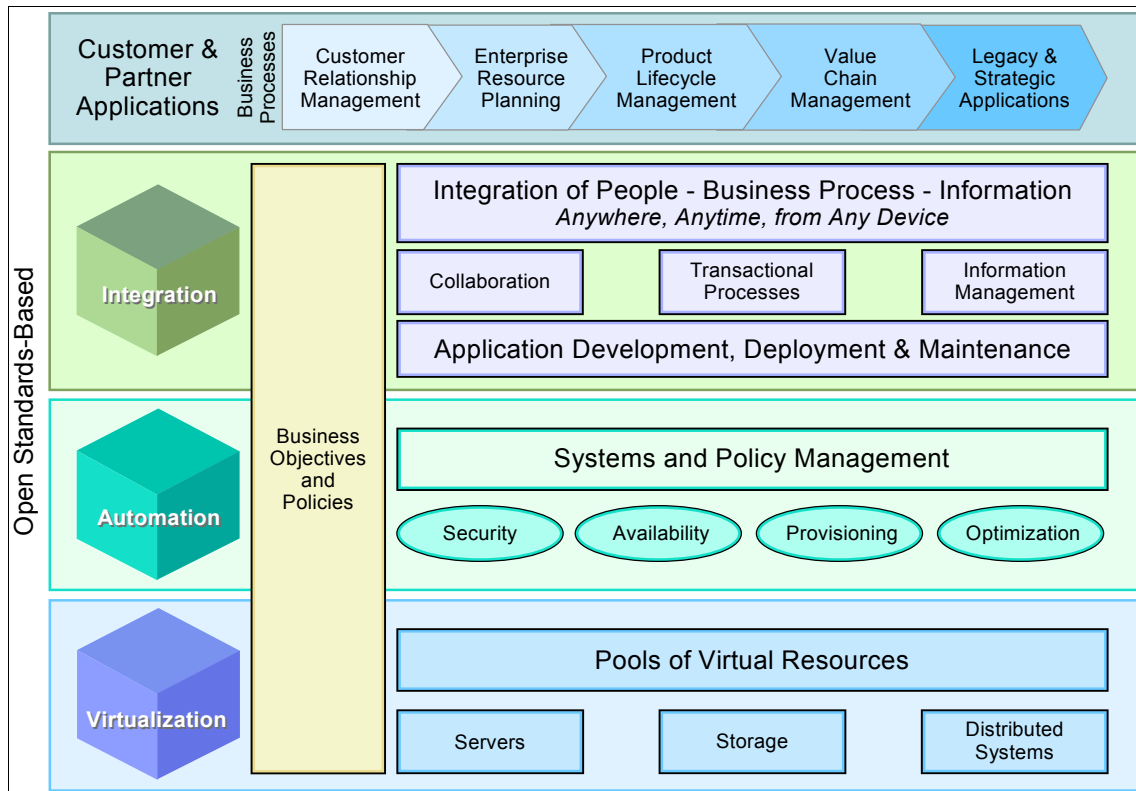 Open Standards-Based
Customer &
Partner
Applications
Business
Processes
Customer
Relationship
Management
Enterprise
Resource
Planning
Product
Lifecycle
Management
Value
Chain
Management
Legacy &
Strategic
Applications
Integration
Business
Objectives
and
Policies
Integration of People - Business Process - Information
Anywhere, Anytime, from Any Device
Collaboration
Transactional
Processes
Information
Management
Application Development, Deployment & Maintenance
Automation
Systems and Policy Management
Security
Availability
Provisioning
Optimization
Virtualization
Pools of Virtual Resources
Servers
Storage
Distributed
Systems